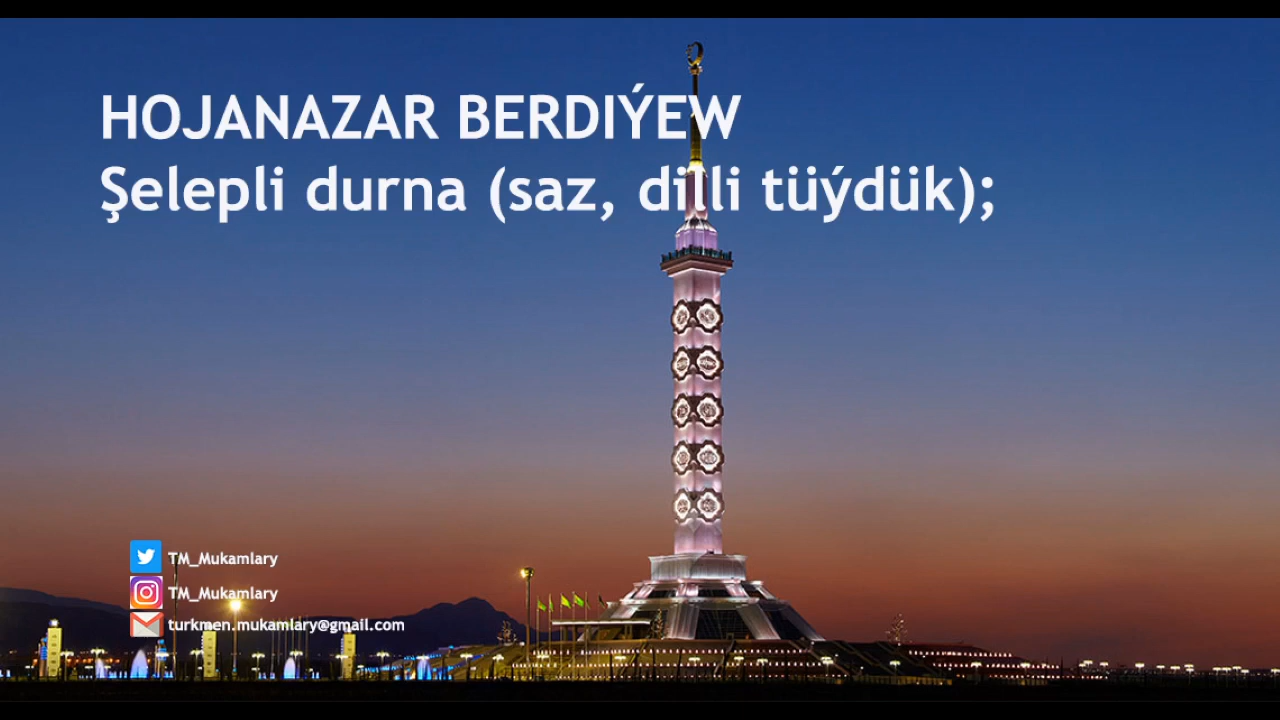 HOJANAZAR BERDIÝEW
Şelepli durna (saz, dilli tüýdük);
TM_Mukamlary
TM_Mukamlary
turkmen.mukamlary@gmail.com